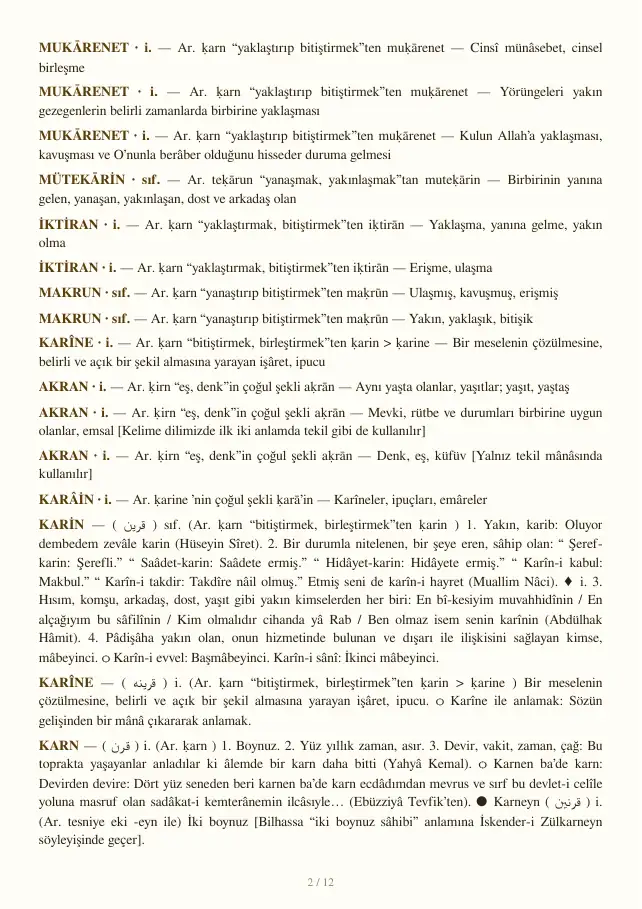 MUKĀRENET · i. — Ar. ḳarn “yaklaştırıp bitiştirmek”ten muḳārenet — Cinsî münâsebet, cinsel
birleşme
MUKĀRENET · i. — Ar. ḳarn “yaklaştırıp bitiştirmek”ten muḳārenet — Yörüngeleri yakın
gezegenlerin belirli zamanlarda birbirine yaklaşması
MUKĀRENET · i. — Ar. ḳarn “yaklaştırıp bitiştirmek”ten muḳārenet — Kulun Allah’a yaklaşması,
kavuşması ve O’nunla berâber olduğunu hisseder duruma gelmesi
MÜTEKĀRİN · sıf. — Ar. teḳārun “yanaşmak, yakınlaşmak”tan muteḳārin — Birbirinin yanına
gelen, yanaşan, yakınlaşan, dost ve arkadaş olan
İKTİRAN · i. — Ar. ḳarn “yaklaştırmak, bitiştirmek”ten iḳtirān — Yaklaşma, yanına gelme, yakın
olma
İKTİRAN · i. — Ar. ḳarn “yaklaştırmak, bitiştirmek”ten iḳtirān — Erişme, ulaşma
MAKRUN · sıf. — Ar. ḳarn “yanaştırıp bitiştirmek”ten maḳrūn — Ulaşmış, kavuşmuş, erişmiş
MAKRUN · sıf. — Ar. ḳarn “yanaştırıp bitiştirmek”ten maḳrūn — Yakın, yaklaşık, bitişik
KARÎNE · i. — Ar. ḳarn “bitiştirmek, birleştirmek”ten ḳarin > ḳarine — Bir meselenin çözülmesine,
belirli ve açık bir şekil almasına yarayan işâret, ipucu
AKRAN · i. — Ar. ḳirn “eş, denk”in çoğul şekli aḳrān — Aynı yaşta olanlar, yaşıtlar; yaşıt, yaştaş
AKRAN · i. — Ar. ḳirn “eş, denk”in çoğul şekli aḳrān — Mevki, rütbe ve durumları birbirine uygun
olanlar, emsal [Kelime dilimizde ilk iki anlamda tekil gibi de kullanılır]
AKRAN · i. — Ar. ḳirn “eş, denk”in çoğul şekli aḳrān — Denk, eş, küfüv [Yalnız tekil mânâsında
kullanılır]
KARÂİN · i. — Ar. ḳarine ’nin çoğul şekli ḳarā’in — Karîneler, ipuçları, emâreler
KARİN — ( قرين ) sıf. (Ar. ḳarn “bitiştirmek, birleştirmek”ten ḳarin ) 1. Yakın, karib: Oluyor
dembedem zevâle karin (Hüseyin Sîret). 2. Bir durumla nitelenen, bir şeye eren, sâhip olan: “ Şeref-
karin: Şerefli.” “ Saâdet-karin: Saâdete ermiş.” “ Hidâyet-karin: Hidâyete ermiş.” “ Karîn-i kabul:
Makbul.” “ Karîn-i takdir: Takdîre nâil olmuş.” Etmiş seni de karîn-i hayret (Muallim Nâci). ♦ i. 3.
Hısım, komşu, arkadaş, dost, yaşıt gibi yakın kimselerden her biri: En bî-kesiyim muvahhidînin / En
alçağıyım bu sâfilînin / Kim olmalıdır cihanda yâ Rab / Ben olmaz isem senin karînin (Abdülhak
Hâmit). 4. Pâdişâha yakın olan, onun hizmetinde bulunan ve dışarı ile ilişkisini sağlayan kimse,
mâbeyinci. ѻ Karîn-i evvel: Başmâbeyinci. Karîn-i sânî: İkinci mâbeyinci.
KARÎNE — ( قرينه ) i. (Ar. ḳarn “bitiştirmek, birleştirmek”ten ḳarin > ḳarine ) Bir meselenin
çözülmesine, belirli ve açık bir şekil almasına yarayan işâret, ipucu. ѻ Karîne ile anlamak: Sözün
gelişinden bir mânâ çıkararak anlamak.
KARN — ( قرن ) i. (Ar. ḳarn ) 1. Boynuz. 2. Yüz yıllık zaman, asır. 3. Devir, vakit, zaman, çağ: Bu
toprakta yaşayanlar anladılar ki âlemde bir karn daha bitti (Yahyâ Kemal). ѻ Karnen ba’de karn:
Devirden devire: Dört yüz seneden beri karnen ba’de karn ecdâdımdan mevrus ve sırf bu devlet-i celîle
yoluna masruf olan sadâkat-i kemterânemin ilcâsıyle… (Ebüzziyâ Tevfik’ten). ● Karneyn ( قرنين ) i.
(Ar. tesniye eki -eyn ile) İki boynuz [Bilhassa “iki boynuz sâhibi” anlamına İskender-i Zülkarneyn
söyleyişinde geçer].
2 / 12